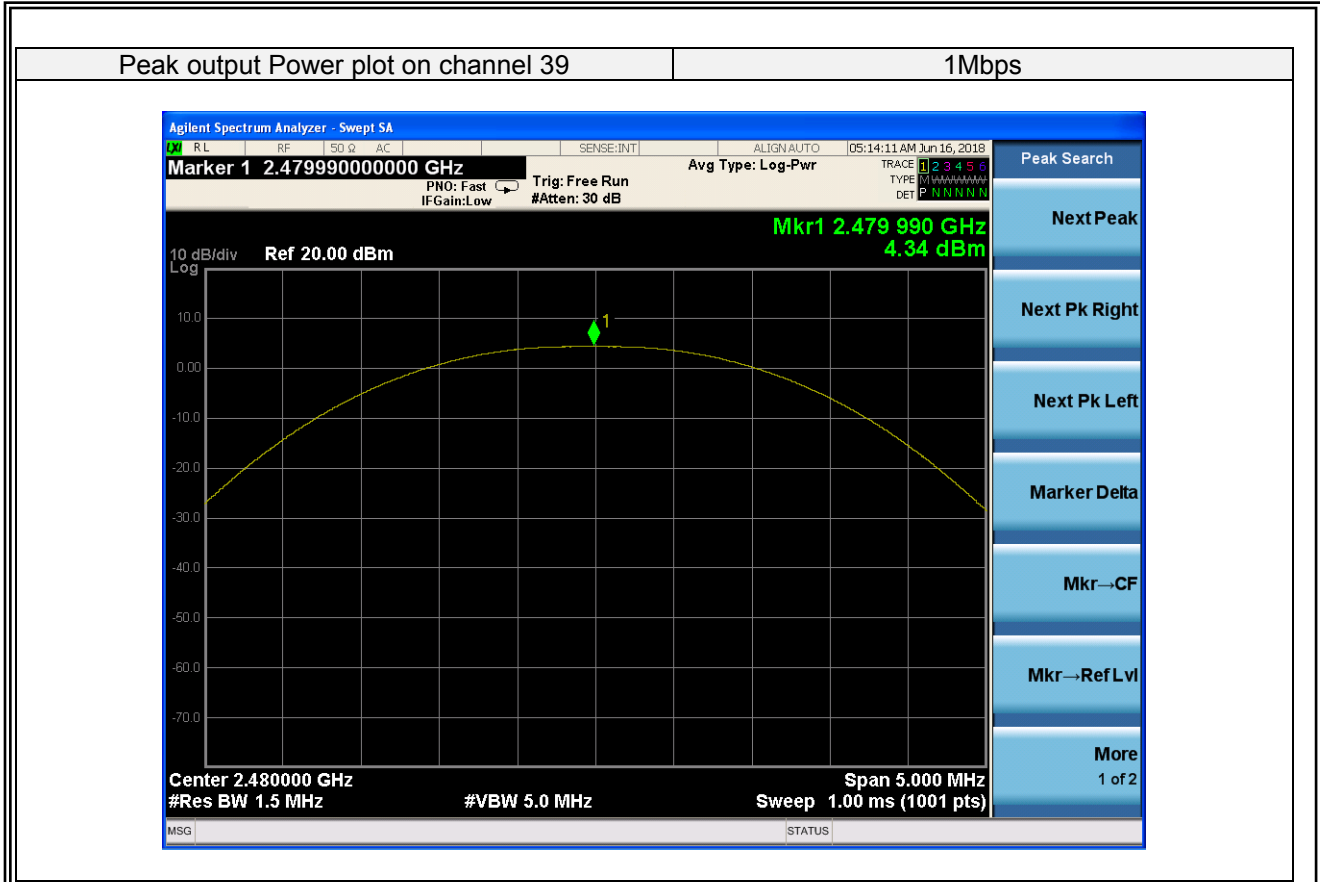 Peak output Power plot on channel 39 1Mbps
Agilent Spectrum Analyzer - Swept SA
LXI RL RF 50 Ω AC SENSE:INT ALIGN AUTO 05:14:11 AM Jun 16, 2018
Marker 1 2.479990000000 GHz
PNO: Fast
IFGain:Low
Trig: Free Run
#Atten: 30 dB
Avg Type: Log-Pwr
TRACE 1 2 3 4 5 6
TYPE M WWWWW
DET P N N N N N
Mkr1 2.479 990 GHz
4.34 dBm
10 dB/div Ref 20.00 dBm
Log
1
10.0
0.00
-10.0
-20.0
-30.0
-40.0
-50.0
-60.0
-70.0
Center 2.480000 GHz Span 5.000 MHz
#Res BW 1.5 MHz #VBW 5.0 MHz Sweep 1.00 ms (1001 pts)
MSG STATUS
Peak Search
Next Peak
Next Pk Right
Next Pk Left
Marker Delta
Mkr→CF
Mkr→Ref Lvl
More
1 of 2